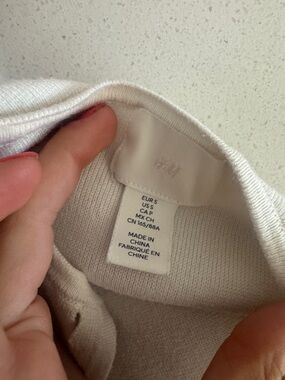 H&M
EUR S
US S
CA P
MX CH
CN 165/88A
MADE IN
CHINA
FABRIQUÉ EN
CHINE